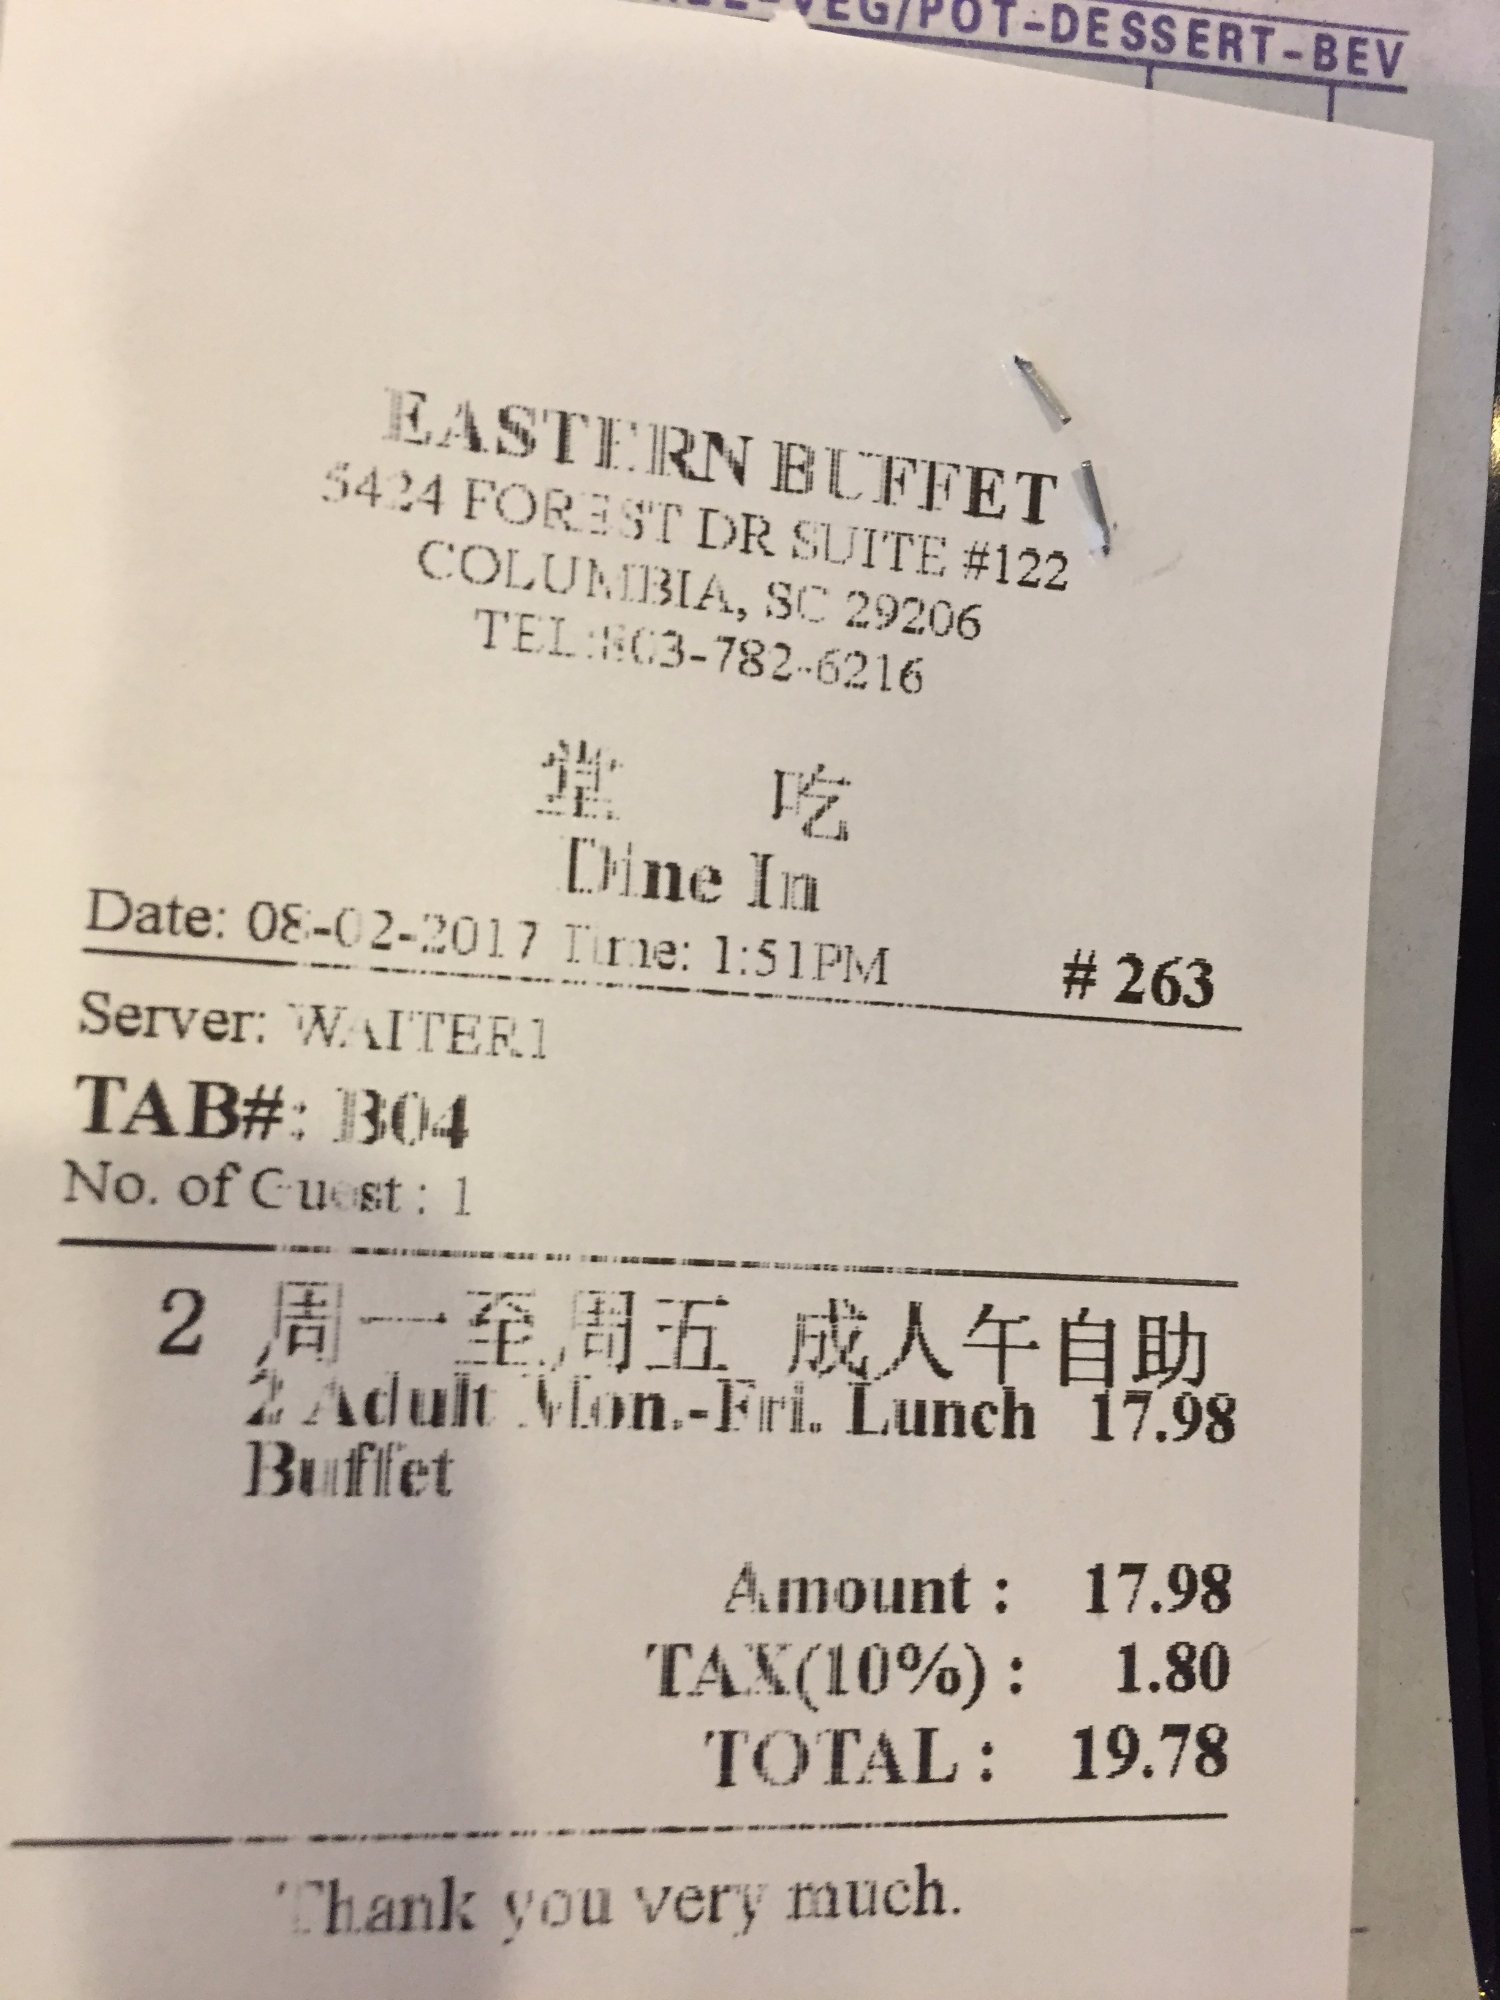 VEG/POT-DESSERT-BEV
EASTERN BUFFET
5424 FOREST DR SUITE #122
COLUMBIA, SC 29206
TEL:803-782-6216
堂 吃
Dine In
Date: 08-02-2017 Time: 1:51PM # 263
Server: WAITER1
TAB#: B04
No. of Guest : 1
2 周一至周五 成人午自助
2 Adult Mon.-Fri. Lunch 17.98
Buffet
Amount : 17.98
TAX(10%) : 1.80
TOTAL : 19.78
Thank you very much.